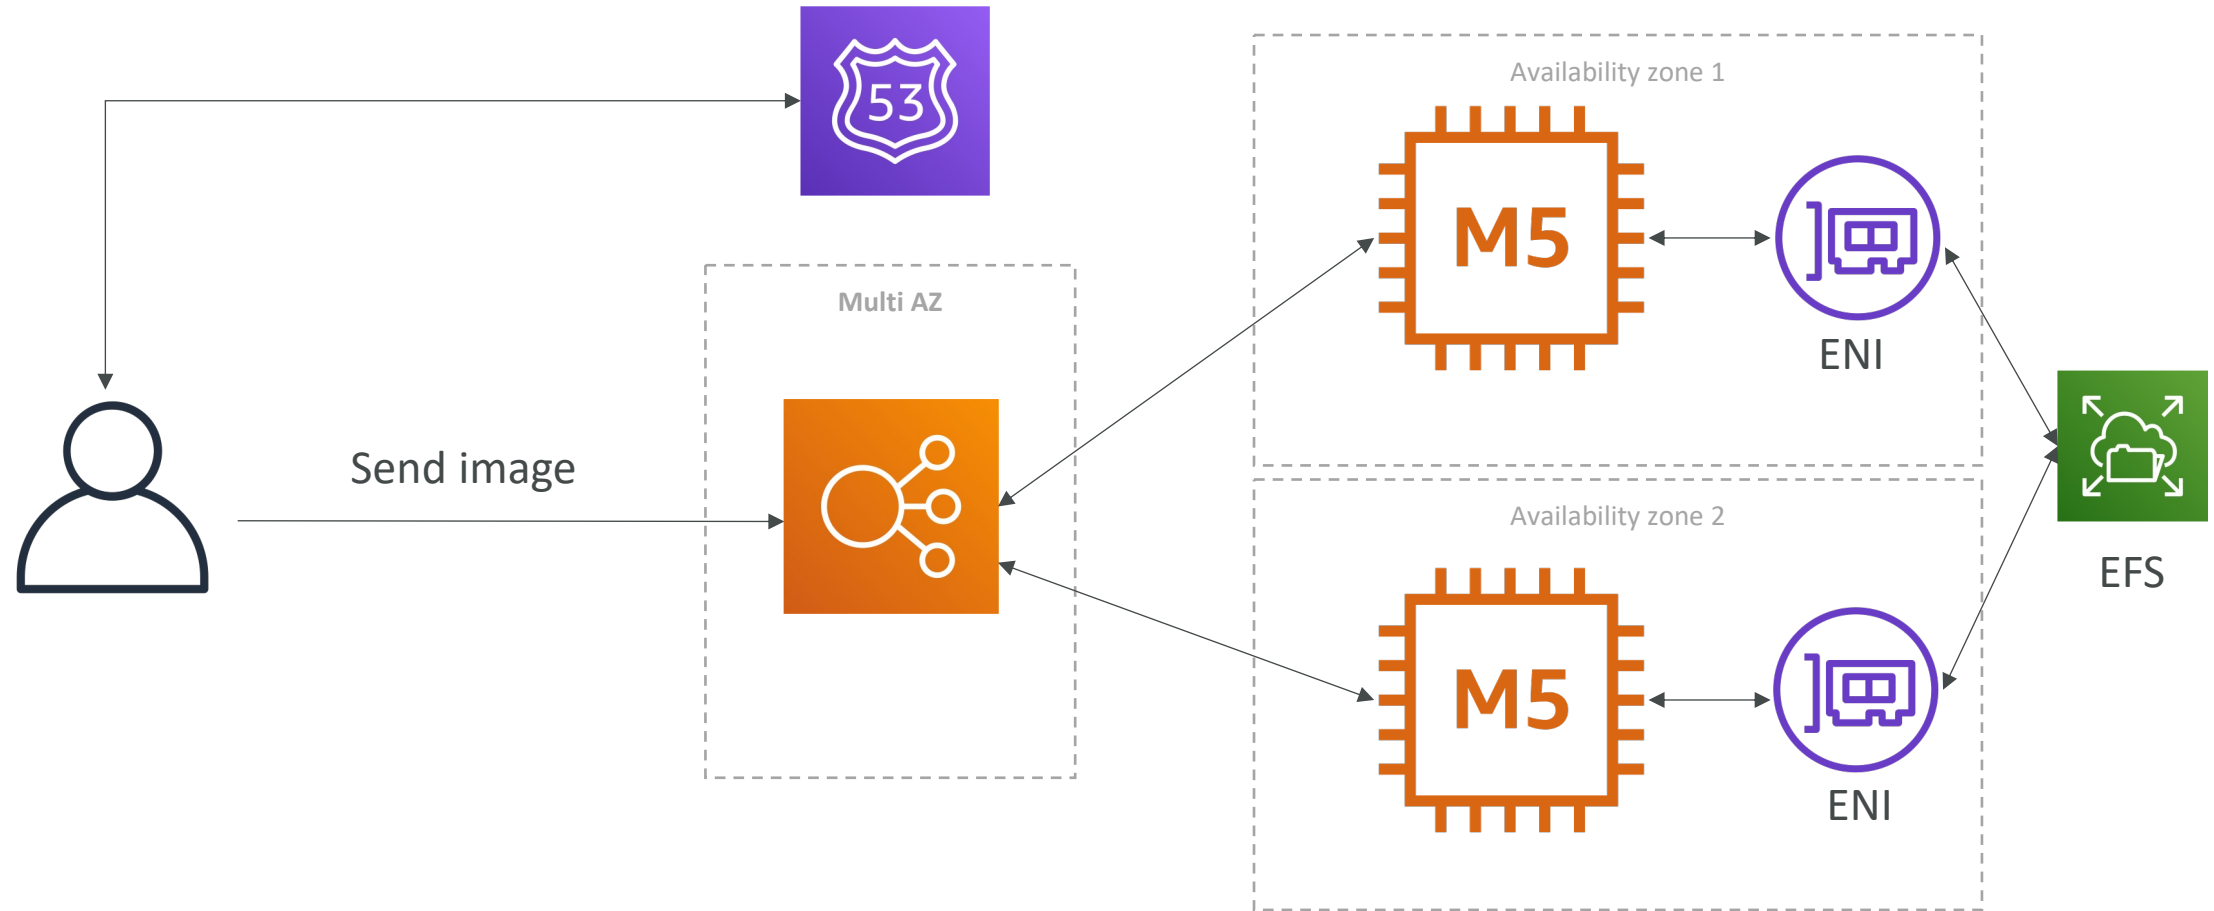 53
Availability zone 1
M5
ENI
Multi AZ
Send image
Availability zone 2
EFS
M5
ENI